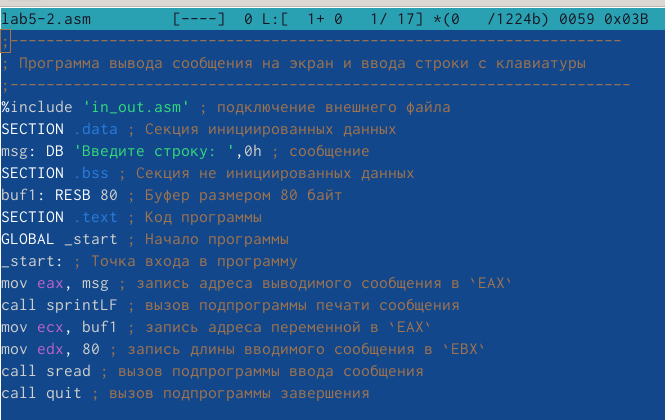 lab5-2.asm [----] 0 L:[ 1+ 0 1/ 17] *(0 /1224b) 0059 0x03B
;--------------------------------------------------------------------
; Программа вывода сообщения на экран и ввода строки с клавиатуры
;---------------------------------------------------------------------
%include 'in_out.asm' ; подключение внешнего файла
SECTION .data ; Секция инициированных данных
msg: DB 'Введите строку: ',0h ; сообщение
SECTION .bss ; Секция не инициированных данных
buf1: RESB 80 ; Буфер размером 80 байт
SECTION .text ; Код программы
GLOBAL _start ; Начало программы
_start: ; Точка входа в программу
mov eax, msg ; запись адреса выводимого сообщения в `EAX`
call sprintLF ; вызов подпрограммы печати сообщения
mov ecx, buf1 ; запись адреса переменной в `EAX`
mov edx, 80 ; запись длины вводимого сообщения в `EBX`
call sread ; вызов подпрограммы ввода сообщения
call quit ; вызов подпрограммы завершения